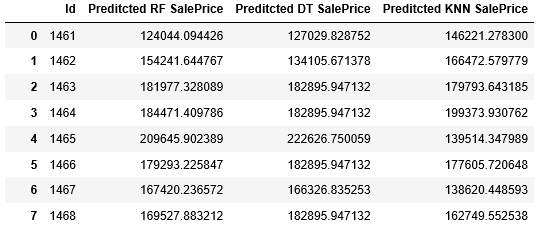 Id Preditcted RF SalePrice Preditcted DT SalePrice Preditcted KNN SalePrice
0 1461 124044.094426 127029.828752 146221.278300
1 1462 154241.644767 134105.671378 166472.579779
2 1463 181977.328089 182895.947132 179793.643185
3 1464 184471.409786 182895.947132 199373.930762
4 1465 209645.902389 222626.750059 139514.347989
5 1466 179293.225847 182895.947132 177605.720648
6 1467 167420.236572 166326.835253 138620.448593
7 1468 169527.883212 182895.947132 162749.552538